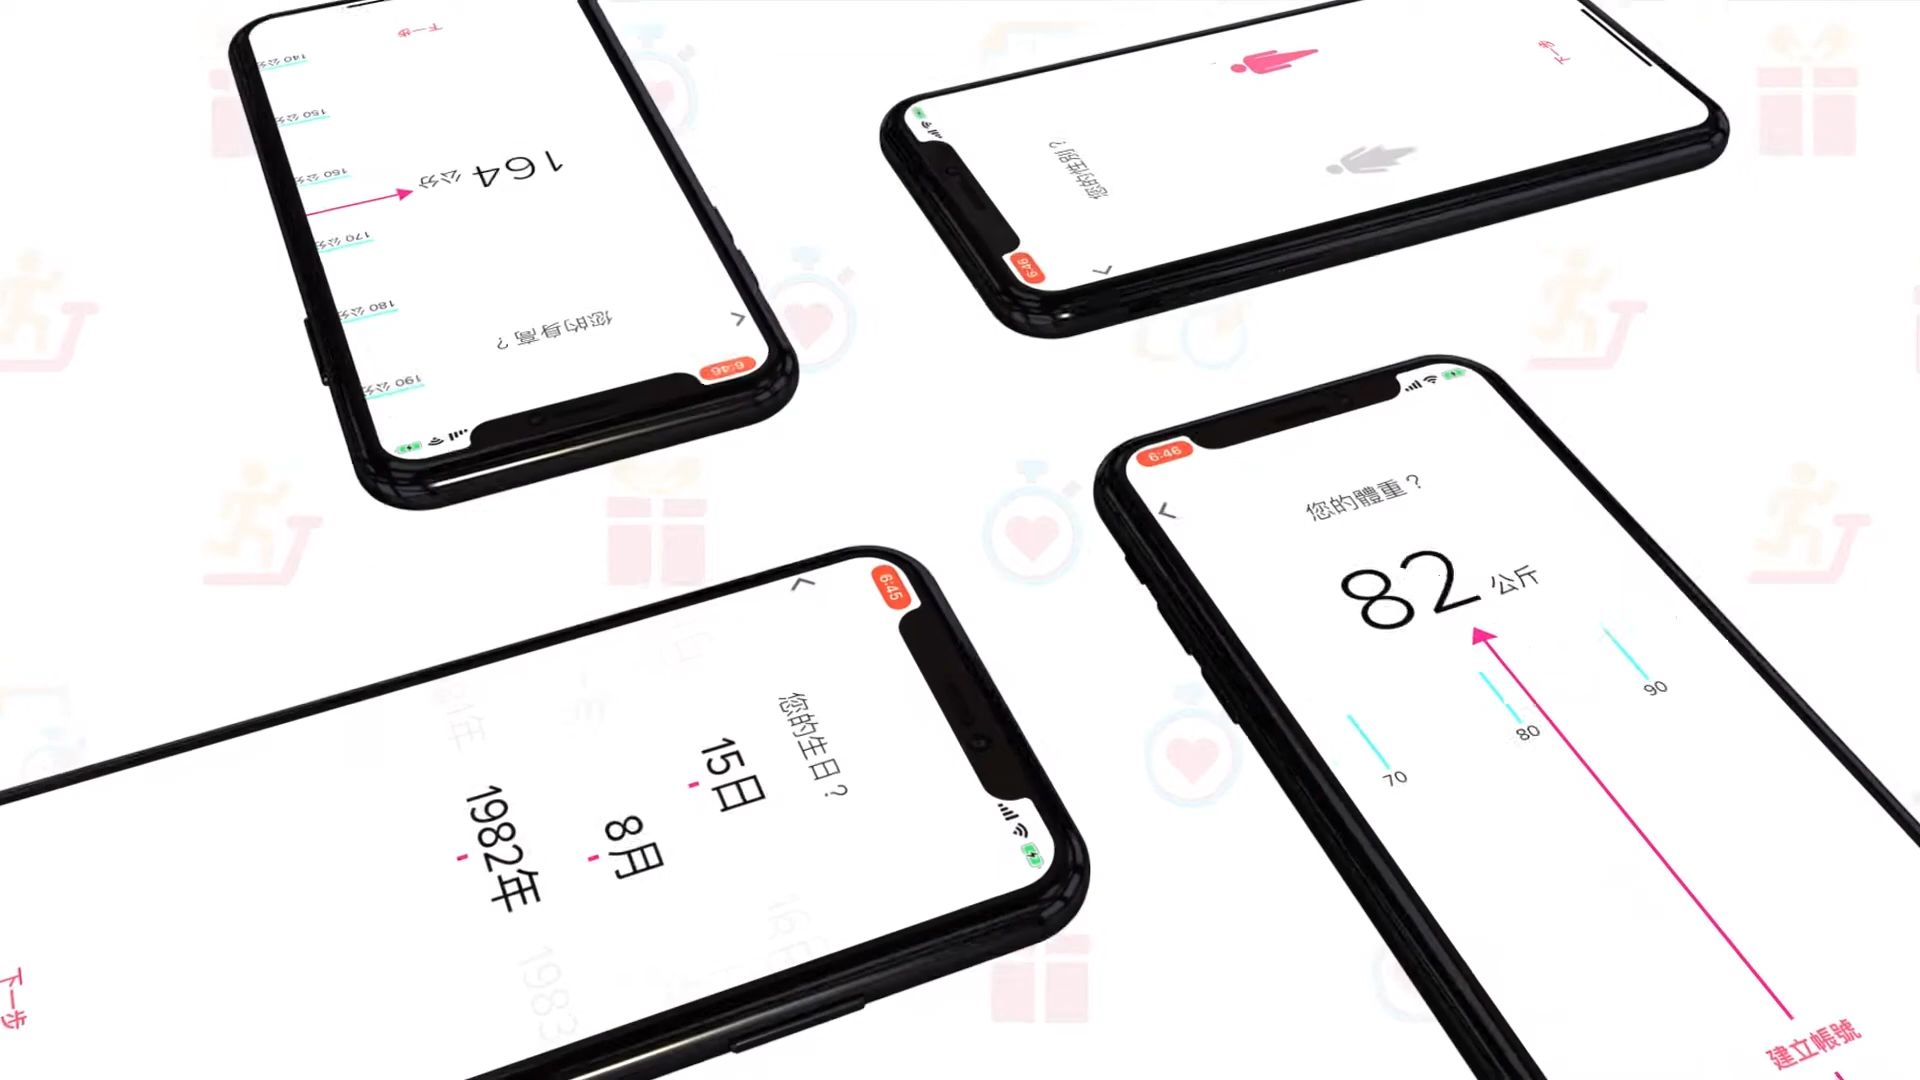 下一步
140 公分
150 公分
150 公分
164 公分
170 公分
180 公分
190 公分
您的身高？
6:46
下一步
您的性別？
6:46
6:46
您的體重？
82 公斤
90
80
70
建立帳號
6:45
您的生日？
15日
8月
1982年
1983
下一步